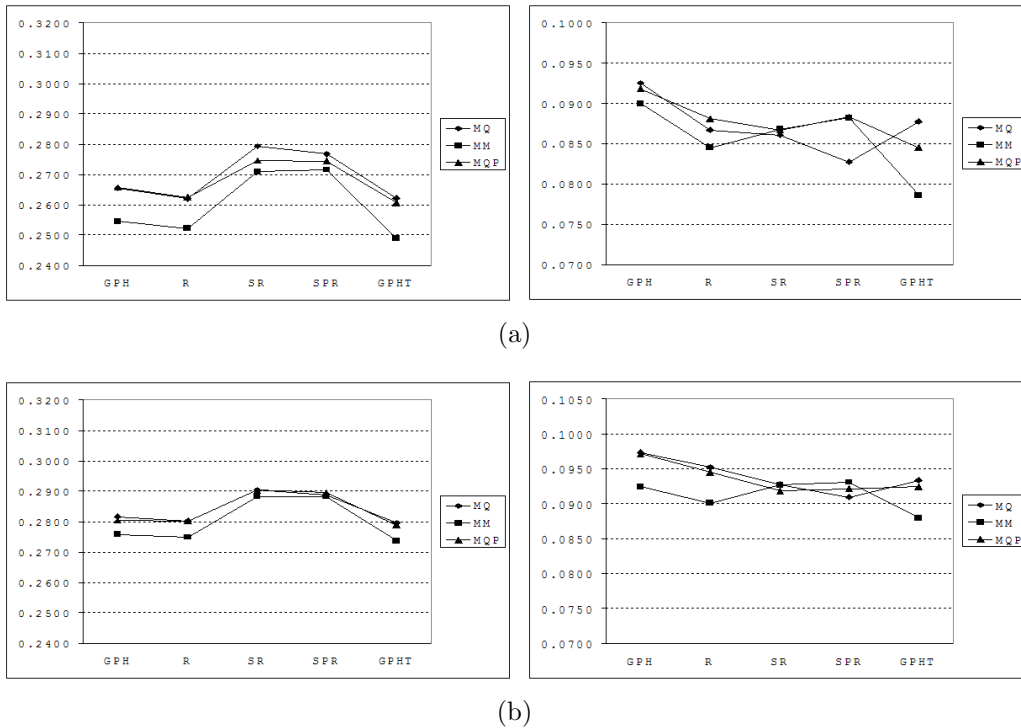 0.3200
0.3100
0.3000
0.2900
0.2800
0.2700
0.2600
0.2500
0.2400
GPH R SR SPR GPHT
MQ
MM
MQP
0.1000
0.0950
0.0900
0.0850
0.0800
0.0750
0.0700
GPH R SR SPR GPHT
MQ
MM
MQP
(a)
0.3200
0.3100
0.3000
0.2900
0.2800
0.2700
0.2600
0.2500
0.2400
GPH R SR SPR GPHT
MQ
MM
MQP
0.1050
0.1000
0.0950
0.0900
0.0850
0.0800
0.0750
0.0700
GPH R SR SPR GPHT
MQ
MM
MQP
(b)